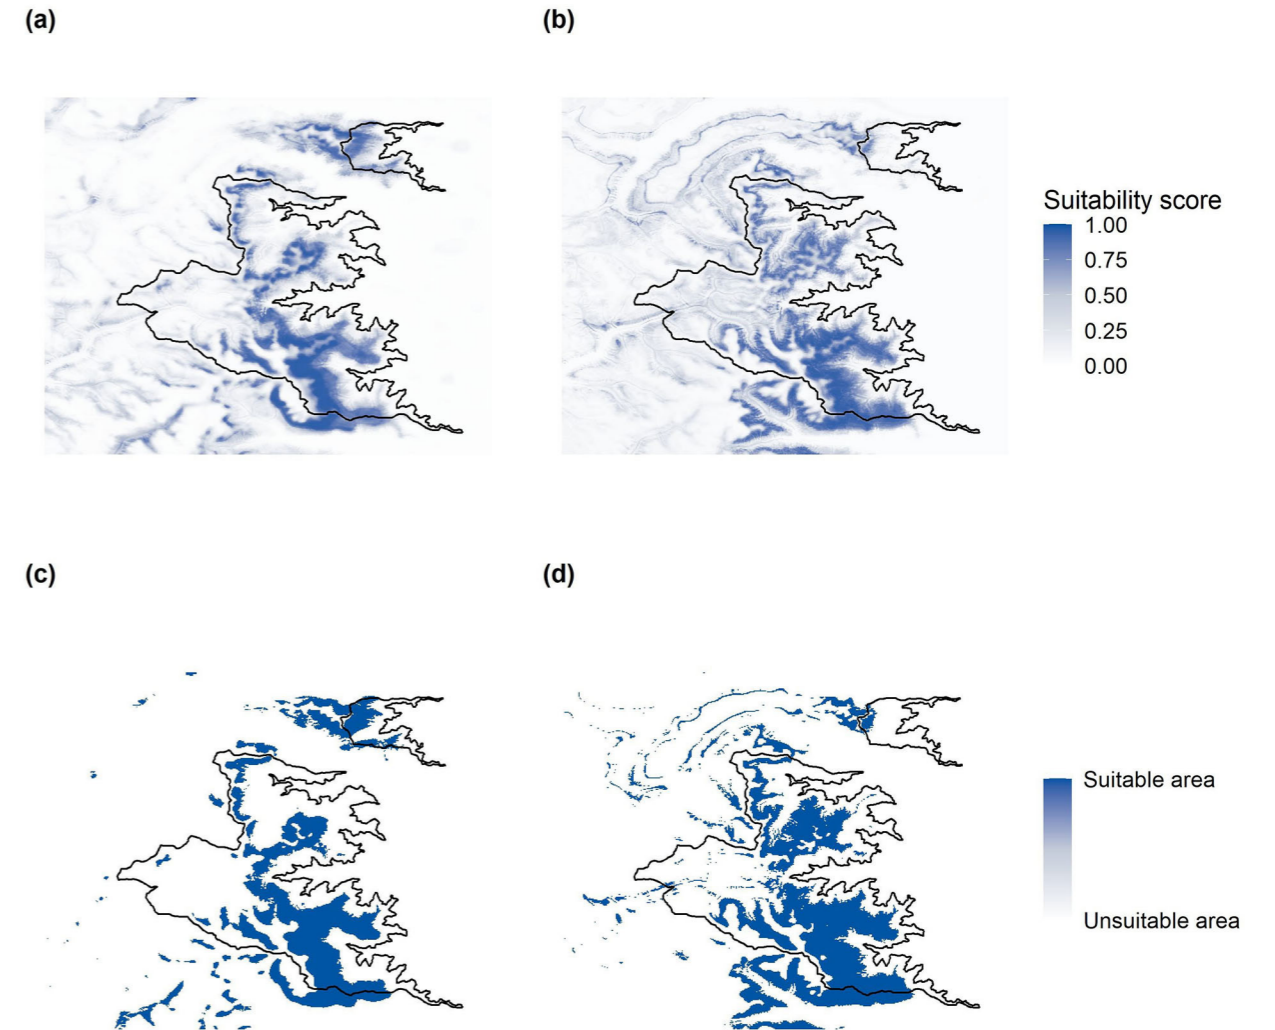 (a)
(b)
Suitability score
1.00
0.75
0.50
0.25
0.00
(c)
(d)
Suitable area
Unsuitable area